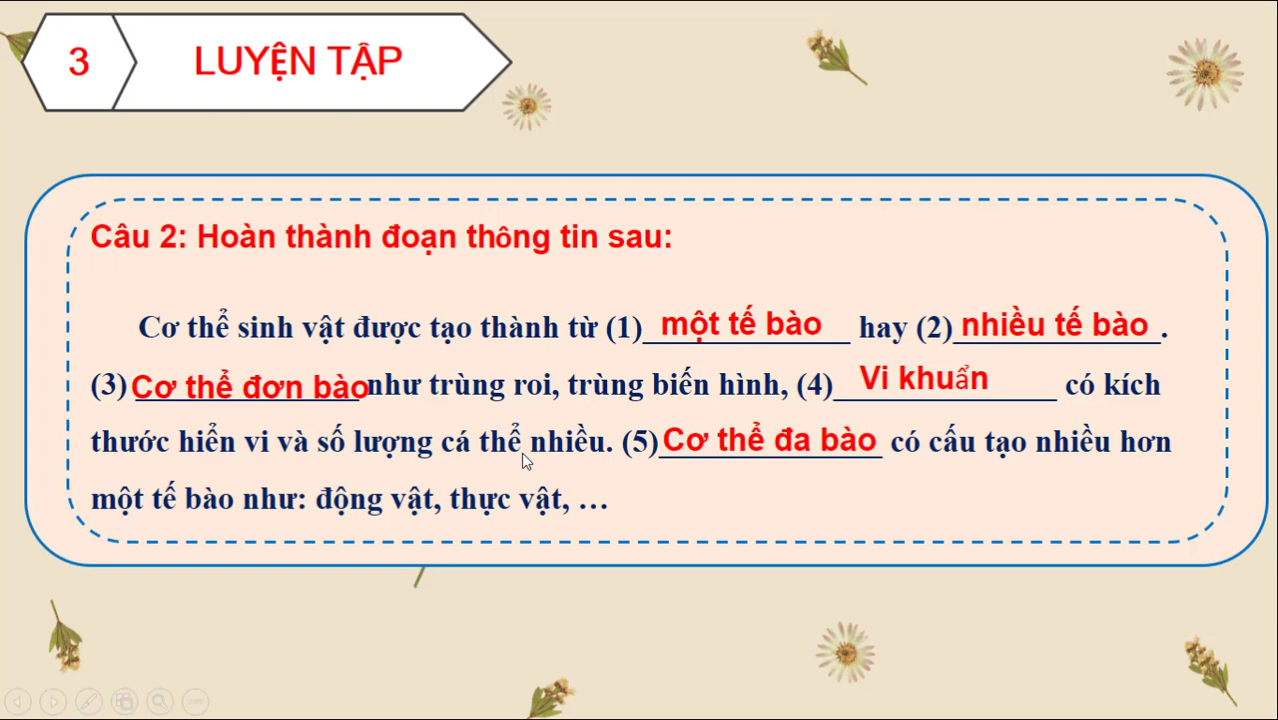 3 LUYỆN TẬP
Câu 2: Hoàn thành đoạn thông tin sau:
Cơ thể sinh vật được tạo thành từ (1) một tế bào hay (2) nhiều tế bào.
(3) Cơ thể đơn bào như trùng roi, trùng biến hình, (4) Vi khuẩn có kích
thước hiển vi và số lượng cá thể nhiều. (5) Cơ thể đa bào có cấu tạo nhiều hơn
một tế bào như: động vật, thực vật, …